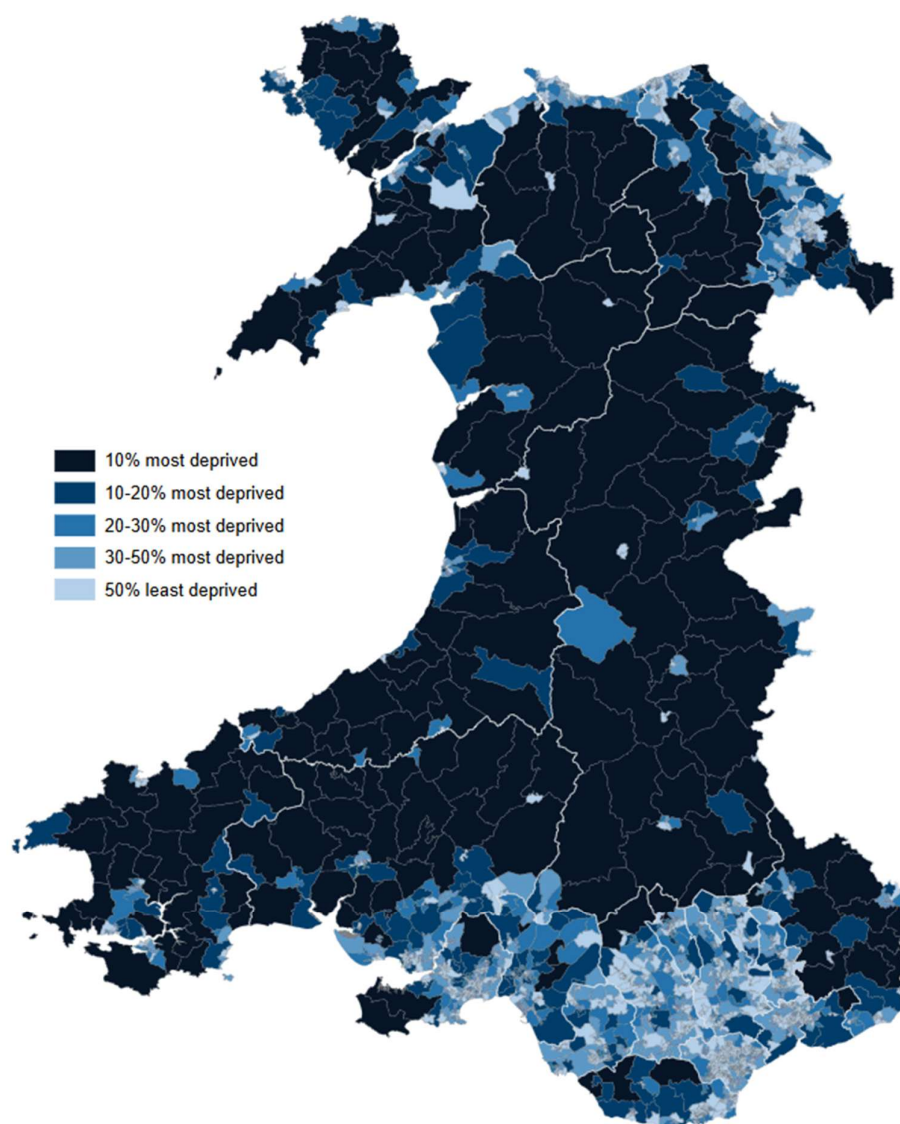 10% most deprived
10-20% most deprived
20-30% most deprived
30-50% most deprived
50% least deprived